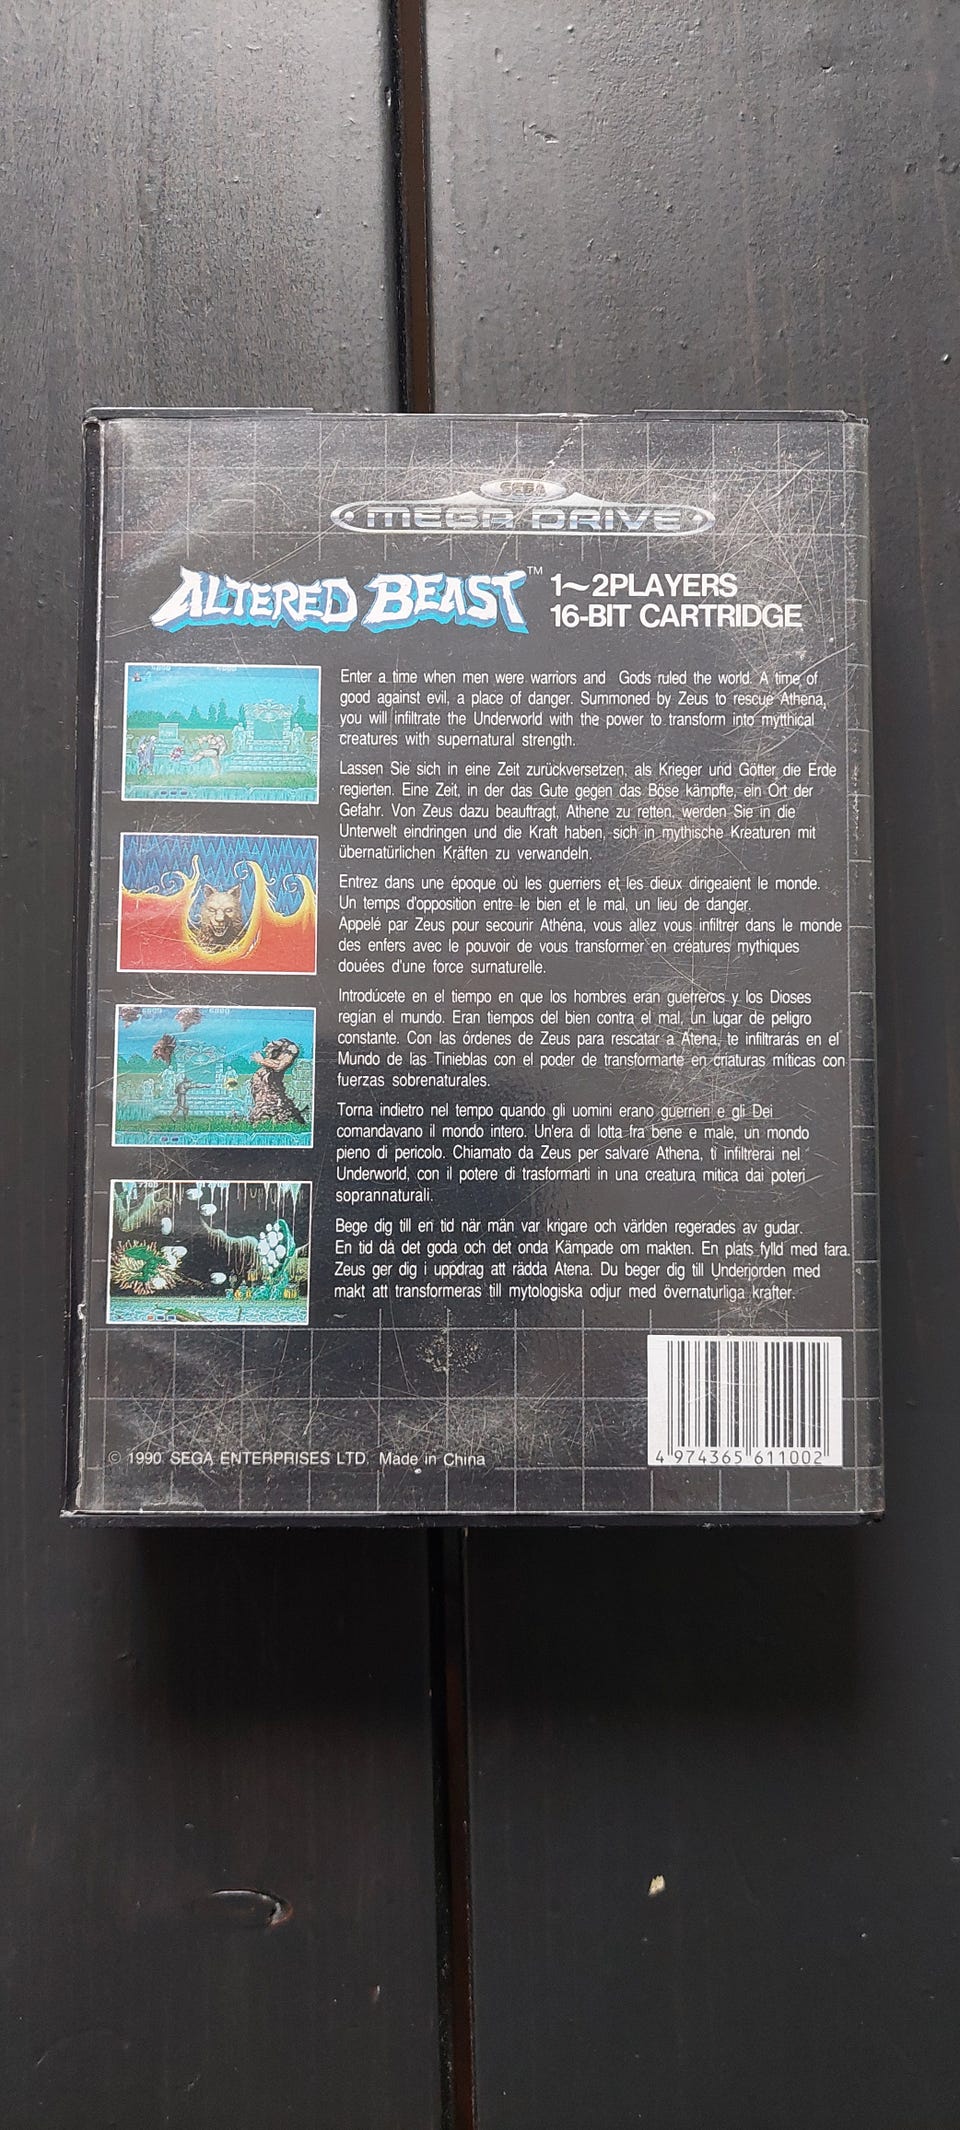 SEGA
MEGA DRIVE
ALTERED BEAST™
1~2PLAYERS
16-BIT CARTRIDGE
Enter a time when men were warriors and Gods ruled the world. A time of
good against evil, a place of danger. Summoned by Zeus to rescue Athena,
you will infiltrate the Underworld with the power to transform into mytthical
creatures with supernatural strength.
Lassen Sie sich in eine Zeit zurückversetzen, als Krieger und Götter die Erde
regierten. Eine Zeit, in der das Gute gegen das Böse kämpfte, ein Ort der
Gefahr. Von Zeus dazu beauftragt, Athene zu retten, werden Sie in die
Unterwelt eindringen und die Kraft haben, sich in mythische Kreaturen mit
übernatürlichen Kräften zu verwandeln.
Entrez dans une époque où les guerriers et les dieux dirigeaient le monde.
Un temps d'opposition entre le bien et le mal, un lieu de danger.
Appelé par Zeus pour secourir Athéna, vous allez vous infiltrer dans le monde
des enfers avec le pouvoir de vous transformer en créatures mythiques
douées d'une force surnaturelle.
Introdúcete en el tiempo en que los hombres eran guerreros y los Dioses
regían el mundo. Eran tiempos del bien contra el mal, un lugar de peligro
constante. Con las órdenes de Zeus para rescatar a Atena, te infiltrarás en el
Mundo de las Tinieblas con el poder de transformarte en criaturas míticas con
fuerzas sobrenaturales.
Torna indietro nel tempo quando gli uomini erano guerrieri e gli Dei
comandavano il mondo intero. Un'era di lotta fra bene e male, un mondo
pieno di pericolo. Chiamato da Zeus per salvare Athena, ti infiltrerai nel
Underworld, con il potere di trasformarti in una creatura mitica dai poteri
soprannaturali.
Bege dig till en tid när män var krigare och världen regerades av gudar.
En tid då det goda och det onda Kämpade om makten. En plats fylld med fara.
Zeus ger dig i uppdrag att rädda Atena. Du beger dig till Underjorden med
makt att transformeras till mytologiska odjur med övernaturliga krafter.
4 974365 611002
© 1990 SEGA ENTERPRISES LTD. Made in China